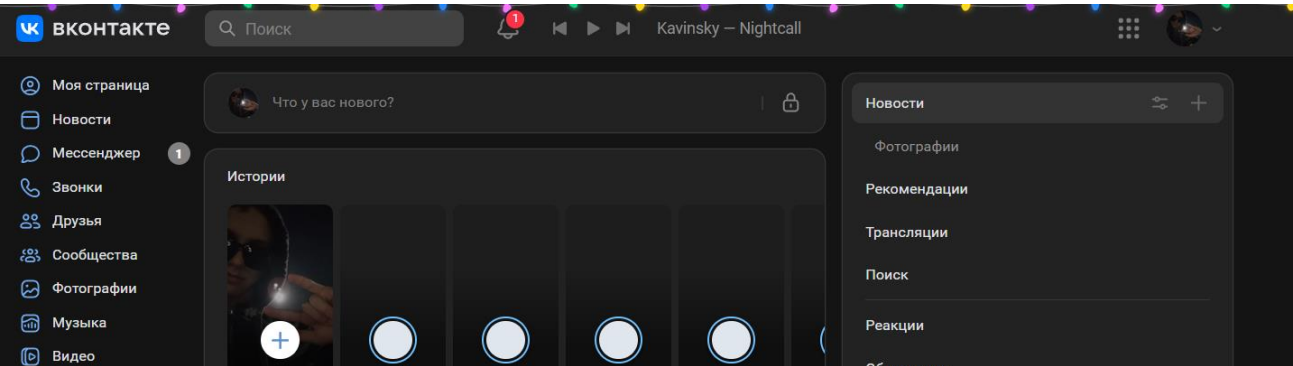 вконтакте
Поиск
1
Kavinsky — Nightcall
Моя страница
Новости
Мессенджер 1
Звонки
Друзья
Сообщества
Фотографии
Музыка
Видео
Что у вас нового?
Истории
Новости
Фотографии
Рекомендации
Трансляции
Поиск
Реакции